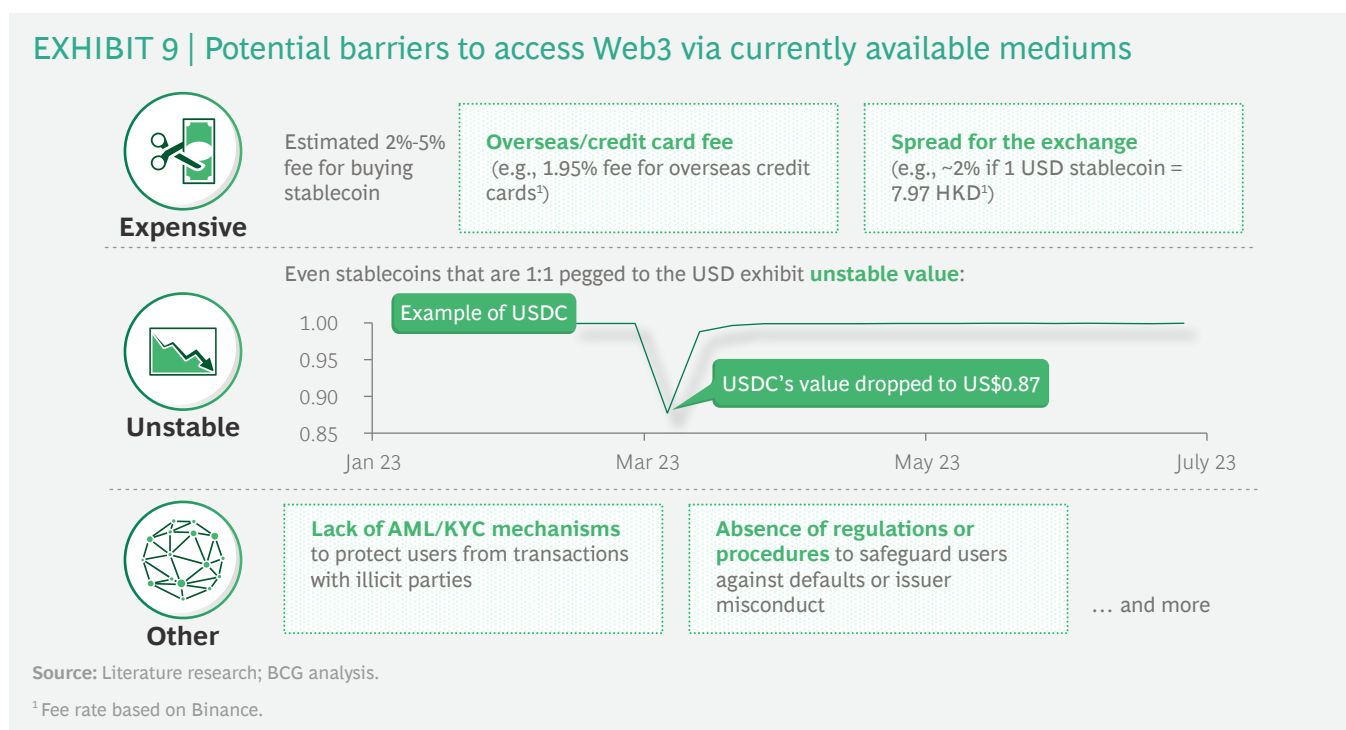 EXHIBIT 9 | Potential barriers to access Web3 via currently available mediums
Expensive
Estimated 2%-5%
fee for buying
stablecoin
Overseas/credit card fee
(e.g., 1.95% fee for overseas credit
cards¹)
Spread for the exchange
(e.g., ~2% if 1 USD stablecoin =
7.97 HKD¹)
Unstable
Even stablecoins that are 1:1 pegged to the USD exhibit unstable value:
Example of USDC
USDC’s value dropped to US$0.87
1.00
0.95
0.90
0.85
Jan 23
Mar 23
May 23
July 23
Other
Lack of AML/KYC mechanisms
to protect users from transactions
with illicit parties
Absence of regulations or
procedures to safeguard users
against defaults or issuer
misconduct
… and more
Source: Literature research; BCG analysis.
¹ Fee rate based on Binance.